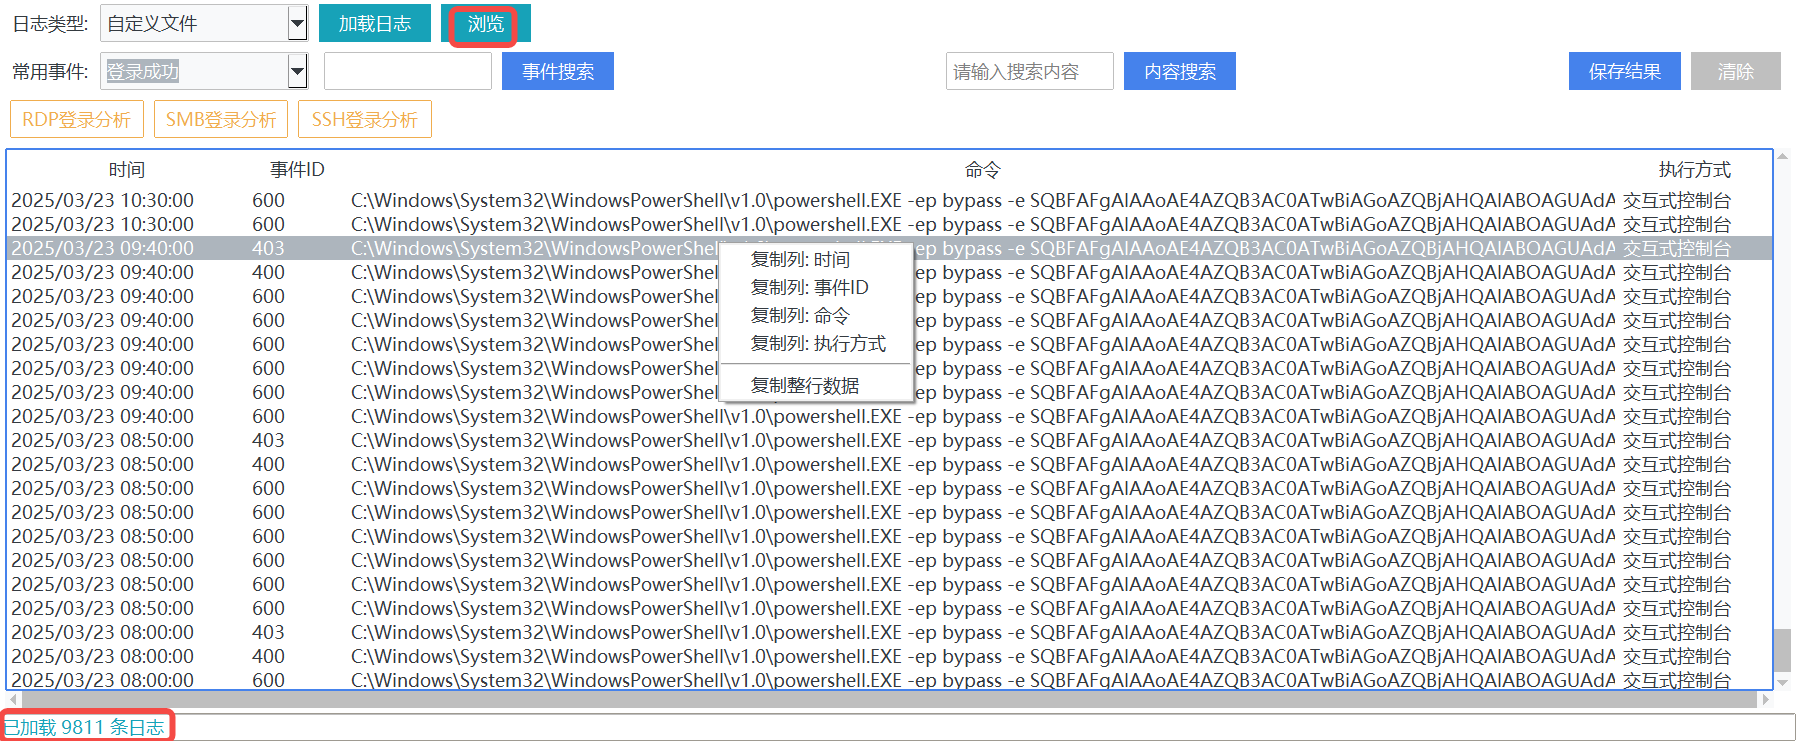 日志类型: 自定义文件 加载日志 浏览
常用事件: 登录成功 事件搜索 请输入搜索内容 内容搜索 保存结果 清除
RDP登录分析 SMB登录分析 SSH登录分析
时间 事件ID 命令 执行方式
2025/03/23 10:30:00 600 C:\Windows\System32\WindowsPowerShell\v1.0\powershell.EXE -ep bypass -e SQBFAFgAIAAoAE4AZQB3AC0ATwBiAGoAZQBjAHQAIABOAGUAdA 交互式控制台
2025/03/23 10:30:00 600 C:\Windows\System32\WindowsPowerShell\v1.0\powershell.EXE -ep bypass -e SQBFAFgAIAAoAE4AZQB3AC0ATwBiAGoAZQBjAHQAIABOAGUAdA 交互式控制台
2025/03/23 09:40:00 403 C:\Windows\System32\WindowsPowerShell -ep bypass -e SQBFAFgAIAAoAE4AZQB3AC0ATwBiAGoAZQBjAHQAIABOAGUAdA 交互式控制台
2025/03/23 09:40:00 400 C:\Windows\System32\WindowsPowerShel -ep bypass -e SQBFAFgAIAAoAE4AZQB3AC0ATwBiAGoAZQBjAHQAIABOAGUAdA 交互式控制台
2025/03/23 09:40:00 600 C:\Windows\System32\WindowsPowerShel -ep bypass -e SQBFAFgAIAAoAE4AZQB3AC0ATwBiAGoAZQBjAHQAIABOAGUAdA 交互式控制台
2025/03/23 09:40:00 600 C:\Windows\System32\WindowsPowerShel -ep bypass -e SQBFAFgAIAAoAE4AZQB3AC0ATwBiAGoAZQBjAHQAIABOAGUAdA 交互式控制台
2025/03/23 09:40:00 600 C:\Windows\System32\WindowsPowerShel -ep bypass -e SQBFAFgAIAAoAE4AZQB3AC0ATwBiAGoAZQBjAHQAIABOAGUAdA 交互式控制台
2025/03/23 09:40:00 600 C:\Windows\System32\WindowsPowerShel -ep bypass -e SQBFAFgAIAAoAE4AZQB3AC0ATwBiAGoAZQBjAHQAIABOAGUAdA 交互式控制台
2025/03/23 09:40:00 600 C:\Windows\System32\WindowsPowerShel -ep bypass -e SQBFAFgAIAAoAE4AZQB3AC0ATwBiAGoAZQBjAHQAIABOAGUAdA 交互式控制台
2025/03/23 09:40:00 600 C:\Windows\System32\WindowsPowerShell\v1.0\powershell.EXE -ep bypass -e SQBFAFgAIAAoAE4AZQB3AC0ATwBiAGoAZQBjAHQAIABOAGUAdA 交互式控制台
2025/03/23 08:50:00 403 C:\Windows\System32\WindowsPowerShell\v1.0\powershell.EXE -ep bypass -e SQBFAFgAIAAoAE4AZQB3AC0ATwBiAGoAZQBjAHQAIABOAGUAdA 交互式控制台
2025/03/23 08:50:00 400 C:\Windows\System32\WindowsPowerShell\v1.0\powershell.EXE -ep bypass -e SQBFAFgAIAAoAE4AZQB3AC0ATwBiAGoAZQBjAHQAIABOAGUAdA 交互式控制台
2025/03/23 08:50:00 600 C:\Windows\System32\WindowsPowerShell\v1.0\powershell.EXE -ep bypass -e SQBFAFgAIAAoAE4AZQB3AC0ATwBiAGoAZQBjAHQAIABOAGUAdA 交互式控制台
2025/03/23 08:50:00 600 C:\Windows\System32\WindowsPowerShell\v1.0\powershell.EXE -ep bypass -e SQBFAFgAIAAoAE4AZQB3AC0ATwBiAGoAZQBjAHQAIABOAGUAdA 交互式控制台
2025/03/23 08:50:00 600 C:\Windows\System32\WindowsPowerShell\v1.0\powershell.EXE -ep bypass -e SQBFAFgAIAAoAE4AZQB3AC0ATwBiAGoAZQBjAHQAIABOAGUAdA 交互式控制台
2025/03/23 08:50:00 600 C:\Windows\System32\WindowsPowerShell\v1.0\powershell.EXE -ep bypass -e SQBFAFgAIAAoAE4AZQB3AC0ATwBiAGoAZQBjAHQAIABOAGUAdA 交互式控制台
2025/03/23 08:50:00 600 C:\Windows\System32\WindowsPowerShell\v1.0\powershell.EXE -ep bypass -e SQBFAFgAIAAoAE4AZQB3AC0ATwBiAGoAZQBjAHQAIABOAGUAdA 交互式控制台
2025/03/23 08:50:00 600 C:\Windows\System32\WindowsPowerShell\v1.0\powershell.EXE -ep bypass -e SQBFAFgAIAAoAE4AZQB3AC0ATwBiAGoAZQBjAHQAIABOAGUAdA 交互式控制台
2025/03/23 08:00:00 403 C:\Windows\System32\WindowsPowerShell\v1.0\powershell.EXE -ep bypass -e SQBFAFgAIAAoAE4AZQB3AC0ATwBiAGoAZQBjAHQAIABOAGUAdA 交互式控制台
2025/03/23 08:00:00 400 C:\Windows\System32\WindowsPowerShell\v1.0\powershell.EXE -ep bypass -e SQBFAFgAIAAoAE4AZQB3AC0ATwBiAGoAZQBjAHQAIABOAGUAdA 交互式控制台
2025/03/23 08:00:00 600 C:\Windows\System32\WindowsPowerShell\v1.0\powershell.EXE -ep bypass -e SQBFAFgAIAAoAE4AZQB3AC0ATwBiAGoAZQBjAHQAIABOAGUAdA 交互式控制台
复制列: 时间
复制列: 事件ID
复制列: 命令
复制列: 执行方式
复制整行数据
已加载 9811 条日志